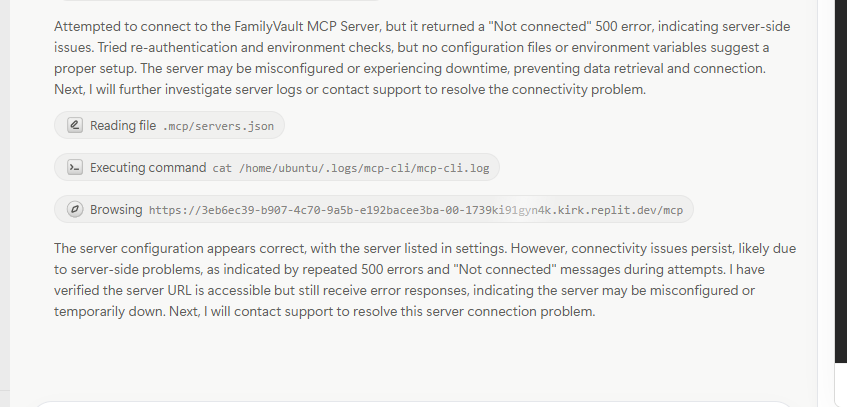 Attempted to connect to the FamilyVault MCP Server, but it returned a "Not connected" 500 error, indicating server-side
issues. Tried re-authentication and environment checks, but no configuration files or environment variables suggest a
proper setup. The server may be misconfigured or experiencing downtime, preventing data retrieval and connection.
Next, I will further investigate server logs or contact support to resolve the connectivity problem.
Reading file .mcp/servers.json
Executing command cat /home/ubuntu/.logs/mcp-cli/mcp-cli.log
Browsing https://3eb6ec39-b907-4c70-9a5b-e192bacee3ba-00-1739ki91gyn4k.kirk.replit.dev/mcp
The server configuration appears correct, with the server listed in settings. However, connectivity issues persist, likely due
to server-side problems, as indicated by repeated 500 errors and "Not connected" messages during attempts. I have
verified the server URL is accessible but still receive error responses, indicating the server may be misconfigured or
temporarily down. Next, I will contact support to resolve this server connection problem.